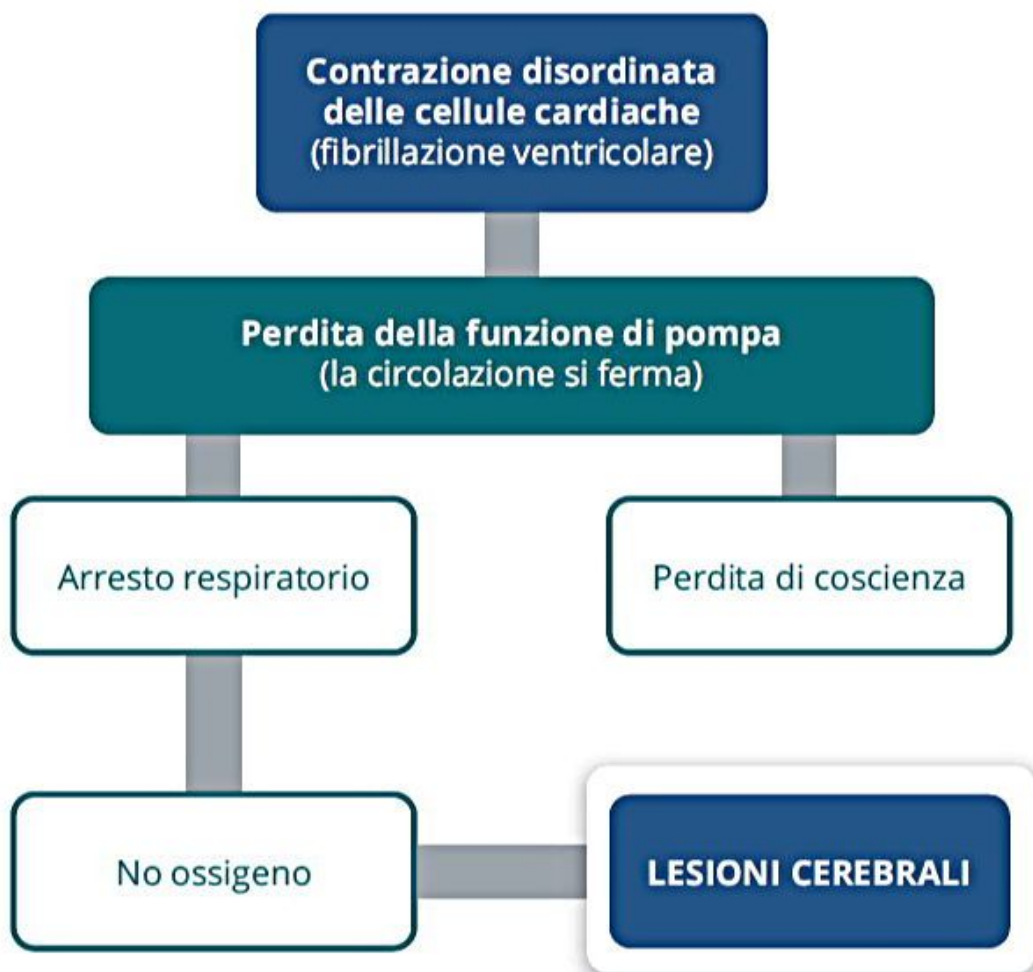 Contrazione disordinata
delle cellule cardiache
(fibrillazione ventricolare)
Perdita della funzione di pompa
(la circolazione si ferma)
Arresto respiratorio
Perdita di coscienza
No ossigeno
LESIONI CEREBRALI